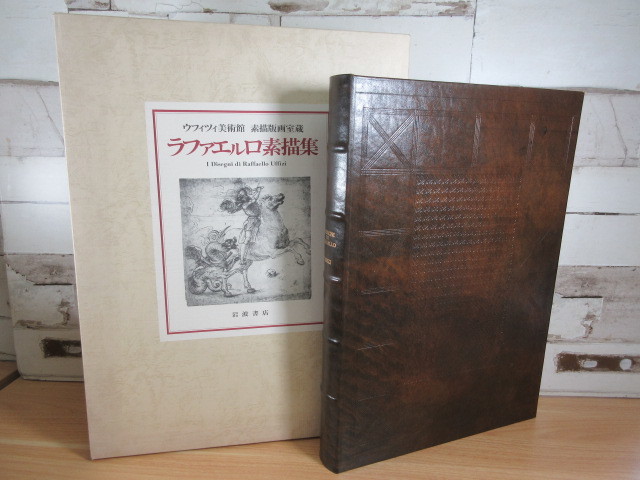 ウフィツィ美術館 素描版画室蔵
ラファエルロ素描集
I Disegni di Raffaello Uffizi
岩波書店